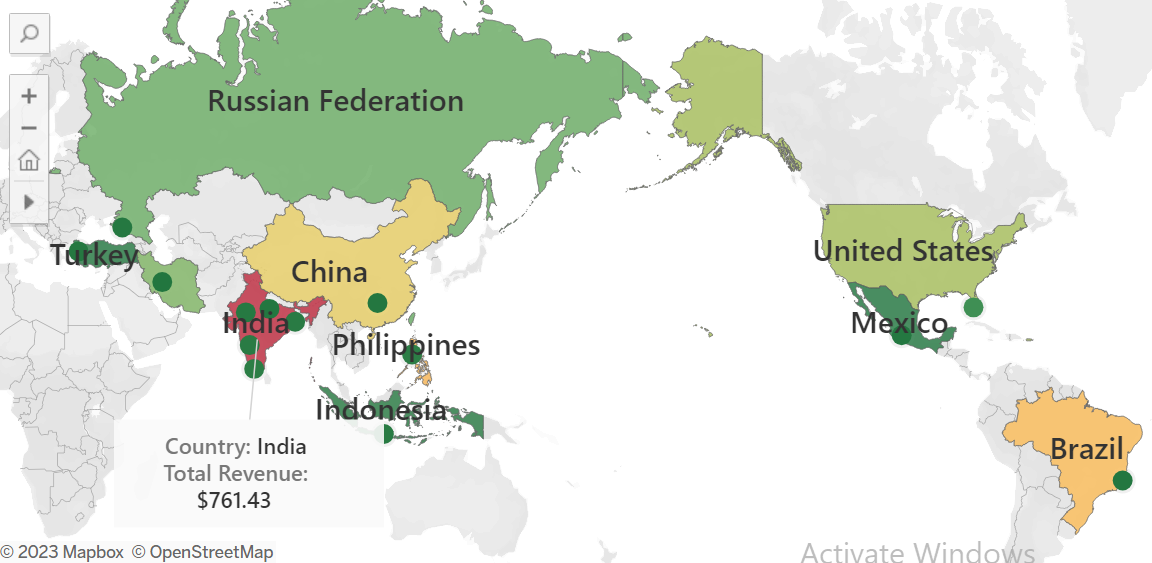 Russian Federation
United States
Turkey
China
India
Mexico
Philippines
Indonesia
Brazil
Country: India
Total Revenue:
$761.43
© 2023 Mapbox © OpenStreetMap
Activate Windows